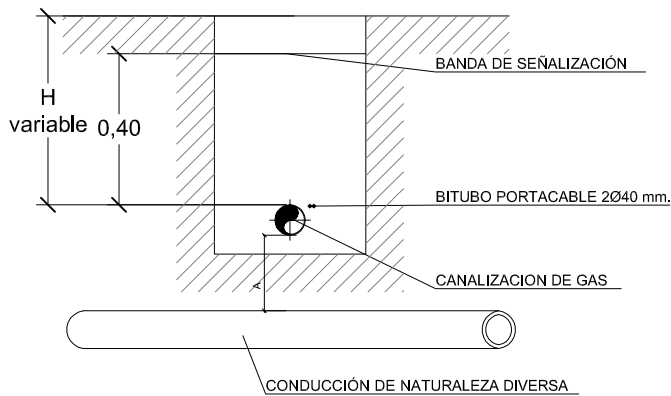 BANDA DE SEÑALIZACIÓN
H
variable
0,40
BITUBO PORTACABLE 2Ø40 mm.
CANALIZACION DE GAS
A
CONDUCCIÓN DE NATURALEZA DIVERSA